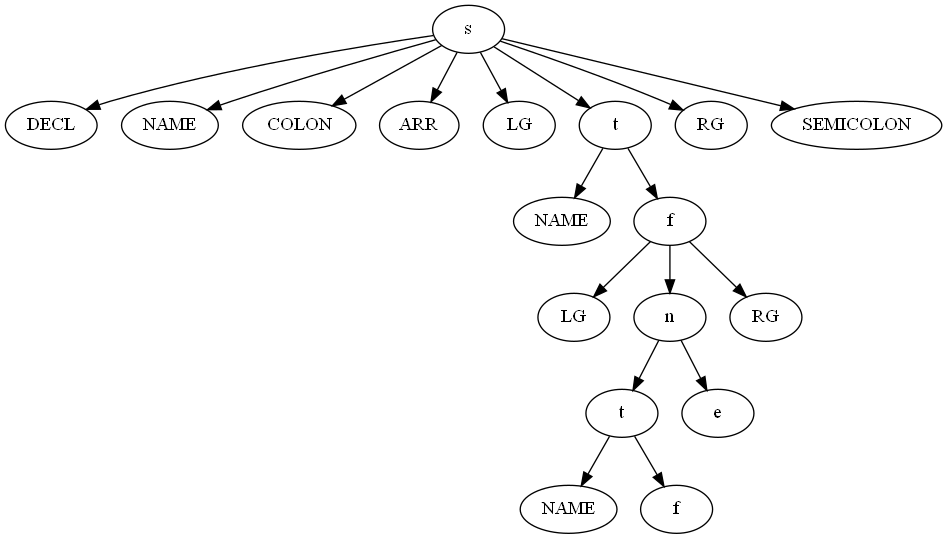 s
DECL NAME COLON ARR LG t RG SEMICOLON
NAME f
LG n RG
t e
NAME f